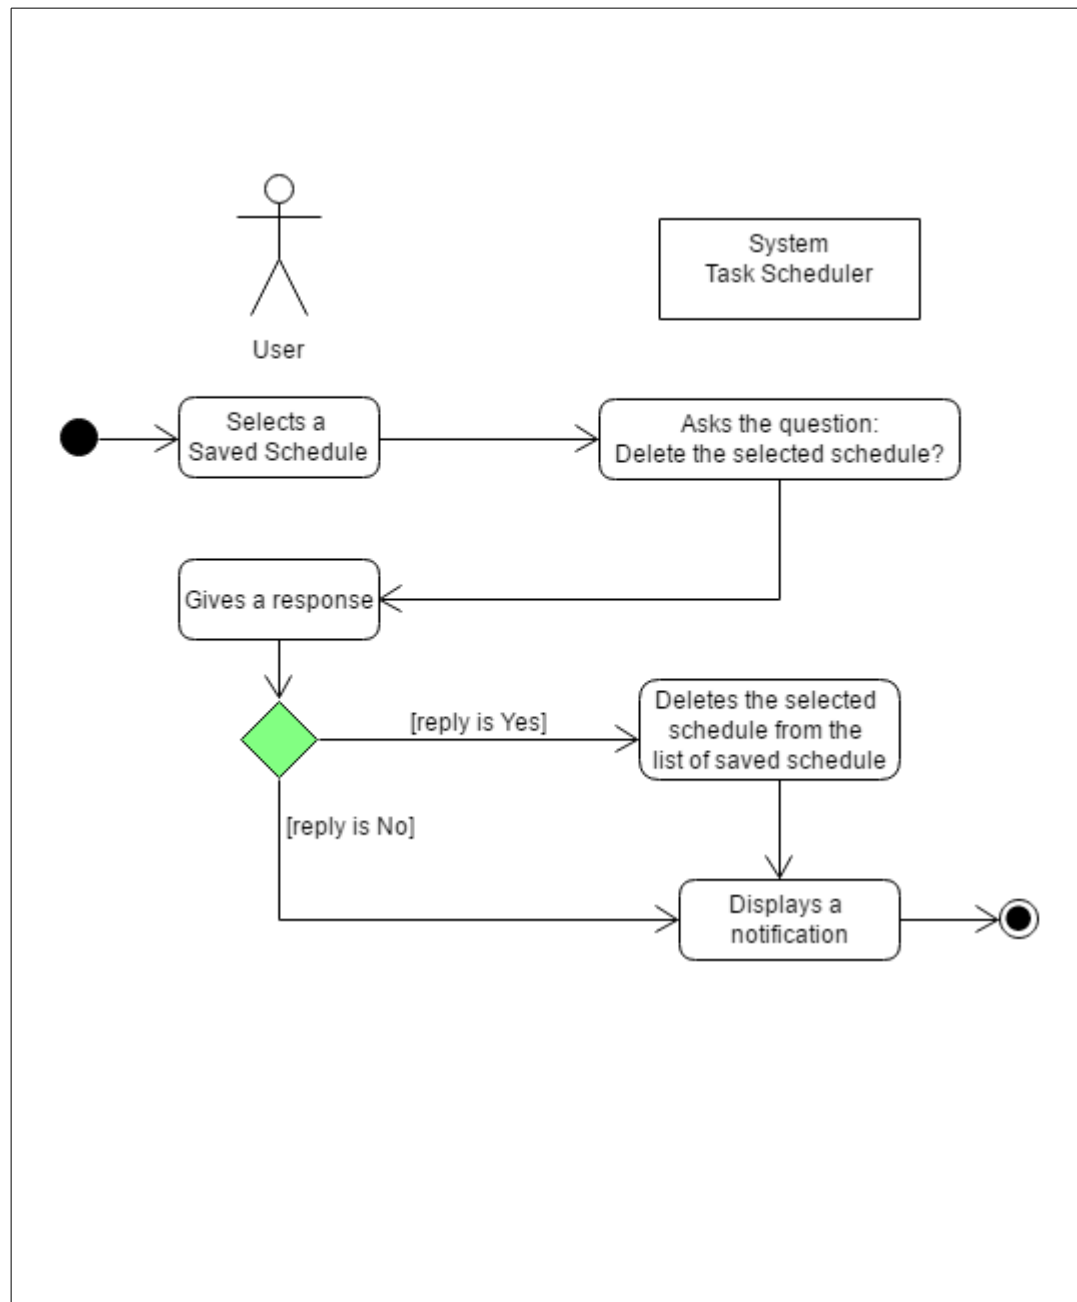 System
Task Scheduler
User
Selects a
Saved Schedule
Asks the question:
Delete the selected schedule?
Gives a response
[reply is Yes]
Deletes the selected
schedule from the
list of saved schedule
[reply is No]
Displays a
notification